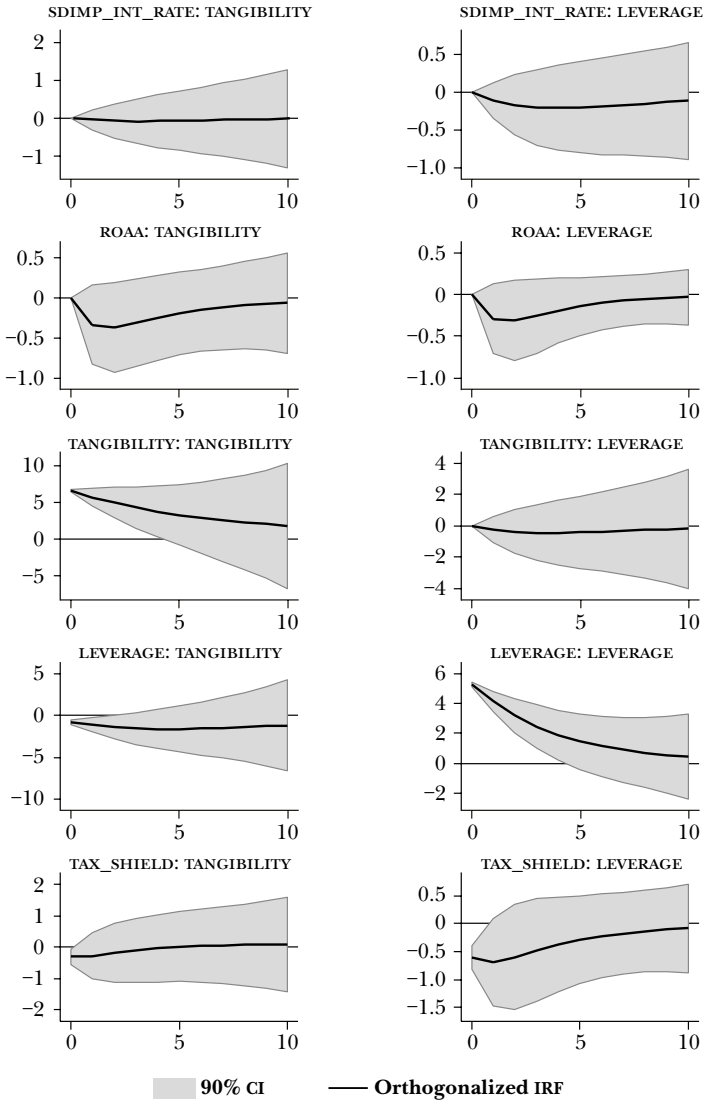 SDIMP_INT_RATE: TANGIBILITY
2
1
0
−1
0 5 10
SDIMP_INT_RATE: LEVERAGE
0.5
0
−0.5
−1.0
0 5 10
ROAA: TANGIBILITY
0.5
0
−0.5
−1.0
0 5 10
ROAA: LEVERAGE
0.5
0
−0.5
−1.0
0 5 10
TANGIBILITY: TANGIBILITY
10
5
0
−5
0 5 10
TANGIBILITY: LEVERAGE
4
2
0
−2
−4
0 5 10
LEVERAGE: TANGIBILITY
5
0
−5
−10
0 5 10
LEVERAGE: LEVERAGE
6
4
2
0
−2
0 5 10
TAX_SHIELD: TANGIBILITY
2
1
0
−1
−2
0 5 10
TAX_SHIELD: LEVERAGE
0.5
0
−0.5
−1.0
−1.5
0 5 10
90% CI
Orthogonalized IRF